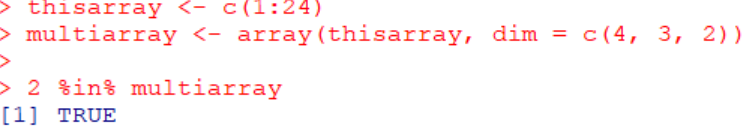 > thisarray <- c(1:24)
> multiarray <- array(thisarray, dim = c(4, 3, 2))
>
> 2 %in% multiarray
[1] TRUE